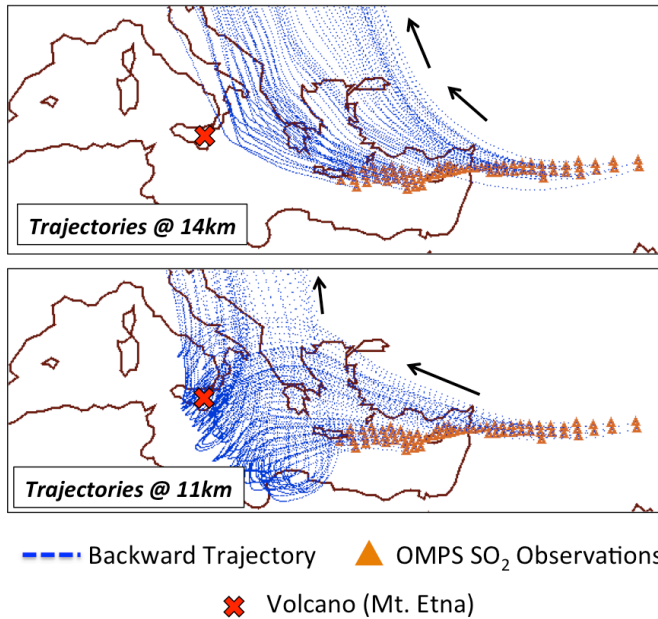 Trajectories @ 14km
Trajectories @ 11km
Backward Trajectory
OMPS SO₂ Observations
Volcano (Mt. Etna)